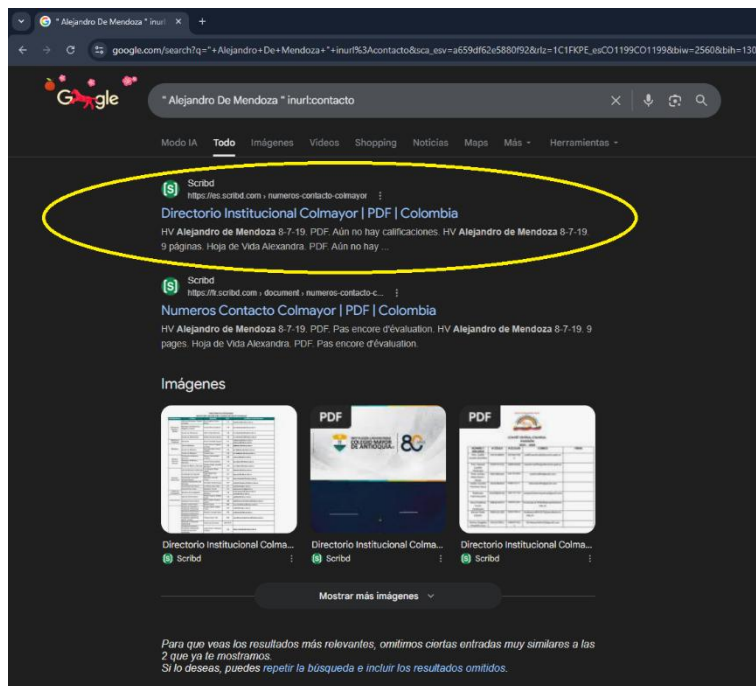 " Alejandro De Mendoza " inurl
google.com/search?q="+Alejandro+De+Mendoza+"+inurl%3Acontacto&sca_esv=a659df62e5880f92&rlz=1C1FKPE_esCO1199CO1199&biw=2560&bih=130
Google
" Alejandro De Mendoza " inurl:contacto
Modo IA Todo Imágenes Videos Shopping Noticias Maps Más Herramientas
Scribd
https://es.scribd.com › numeros-contacto-colmayor
Directorio Institucional Colmayor | PDF | Colombia
HV Alejandro de Mendoza 8-7-19. PDF. Aún no hay calificaciones. HV Alejandro de Mendoza 8-7-19.
9 páginas. Hoja de Vida Alexandra. PDF. Aún no hay ...
Scribd
https://fr.scribd.com › document › numeros-contacto-c...
Numeros Contacto Colmayor | PDF | Colombia
HV Alejandro de Mendoza 8-7-19. PDF. Pas encore d'évaluation. HV Alejandro de Mendoza 8-7-19. 9
pages. Hoja de Vida Alexandra. PDF. Pas encore d'évaluation.
Imágenes
PDF
COLEGIO MAYOR
DE ANTIOQUIA
80
PDF
Directorio Institucional Colma...
Scribd
Directorio Institucional Colma...
Scribd
Directorio Institucional Colma...
Scribd
Mostrar más imágenes
Para que veas los resultados más relevantes, omitimos ciertas entradas muy similares a las
2 que ya te mostramos.
Si lo deseas, puedes repetir la búsqueda e incluir los resultados omitidos.